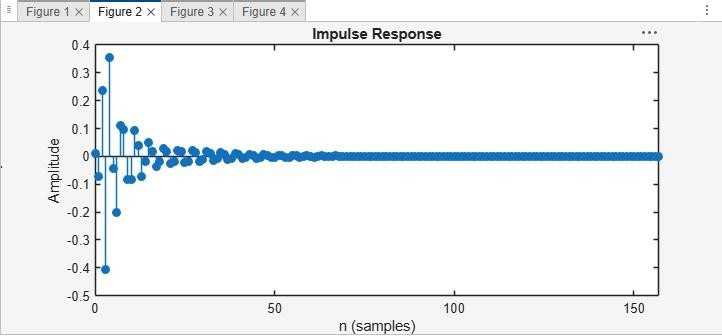 Figure 1 × Figure 2 × Figure 3 × Figure 4 ×
Impulse Response
0.4
0.3
0.2
0.1
0
-0.1
-0.2
-0.3
-0.4
-0.5
Amplitude
0 50 100 150
n (samples)